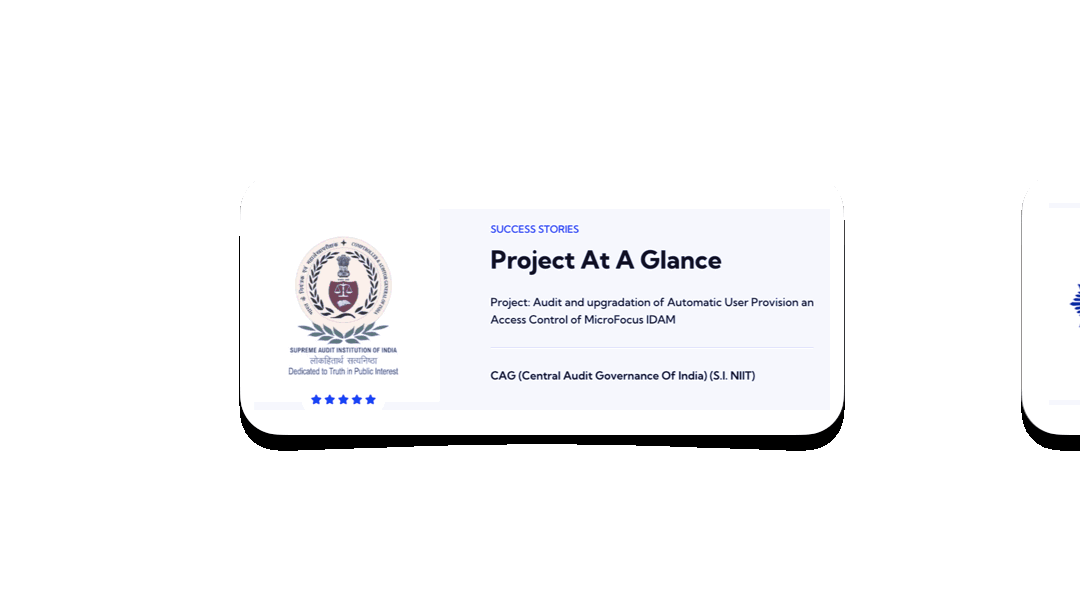 SUCCESS STORIES
Project At A Glance
Project: Audit and upgradation of Automatic User Provision an
Access Control of MicroFocus IDAM
CAG (Central Audit Governance Of India) (S.I. NIIT)
SUPREME AUDIT INSTITUTION OF INDIA
लोकहितार्थ सत्यनिष्ठा
Dedicated to Truth in Public Interest